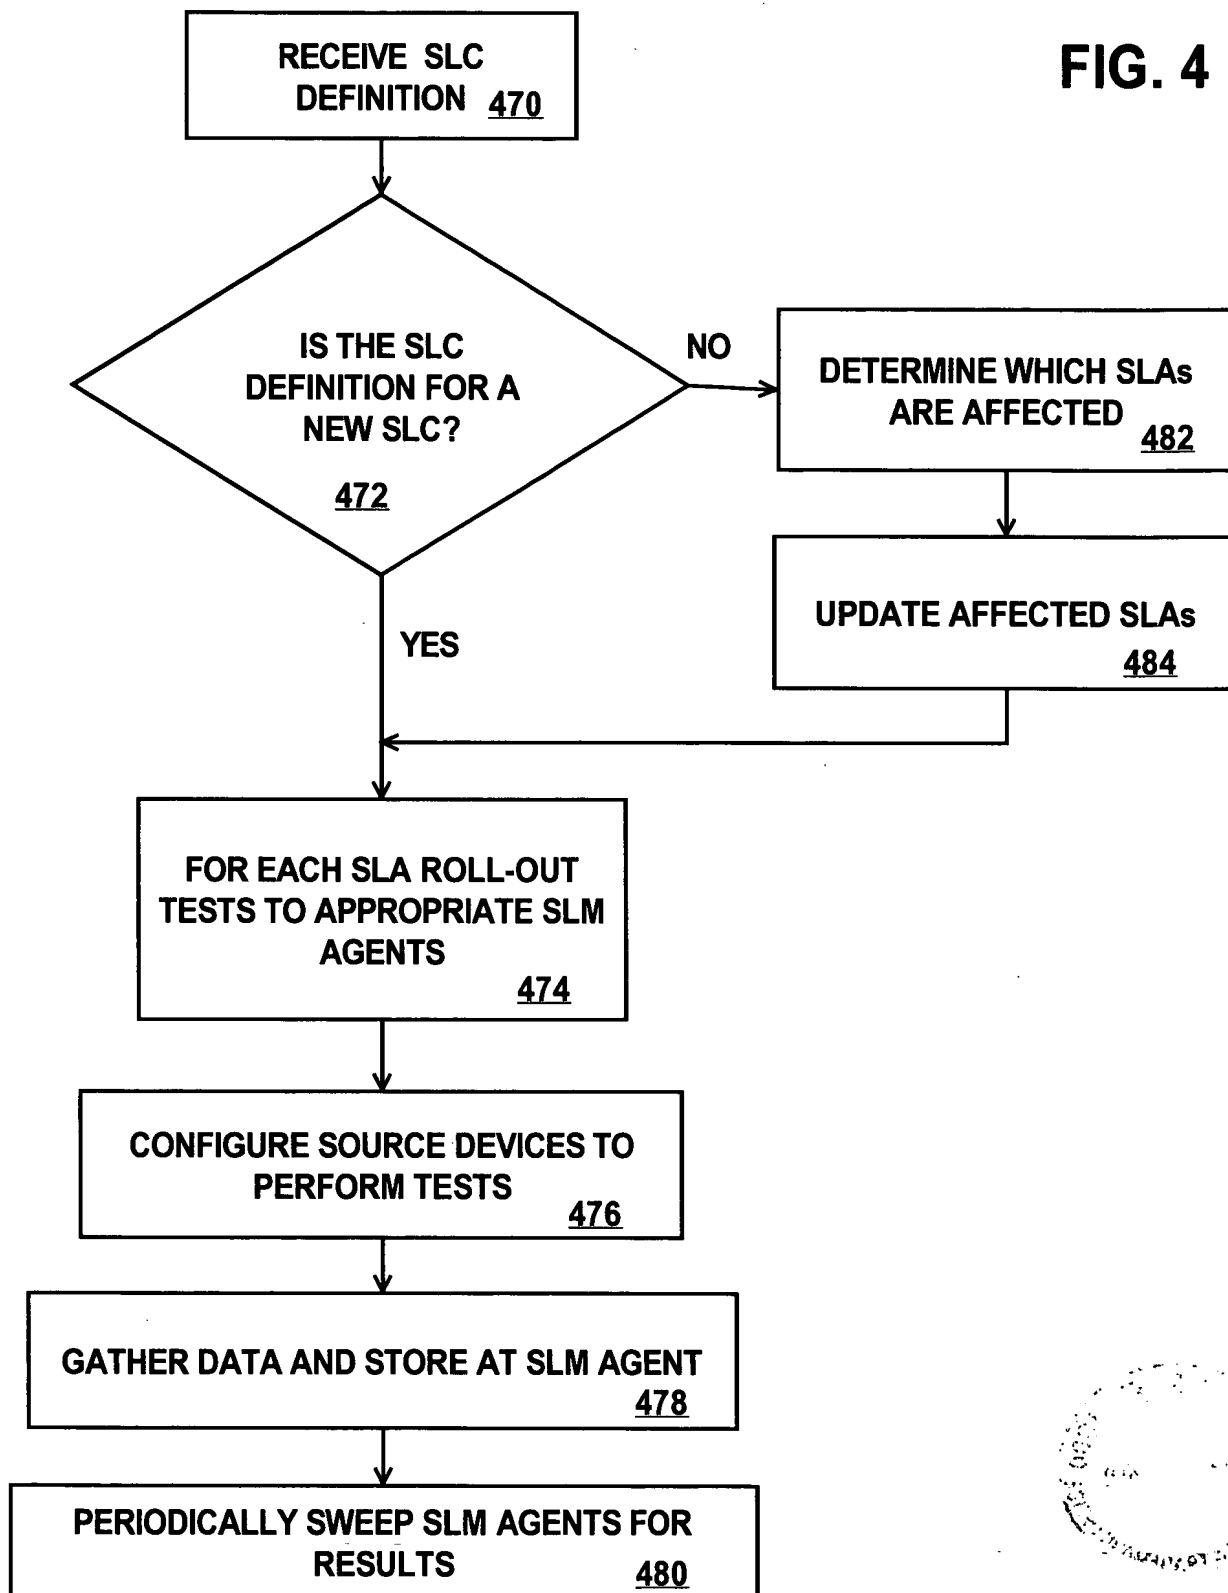 FIG. 4
RECEIVE SLC
DEFINITION 470
IS THE SLC
DEFINITION FOR A
NEW SLC?
472
NO
DETERMINE WHICH SLAs
ARE AFFECTED
482
UPDATE AFFECTED SLAs
484
YES
FOR EACH SLA ROLL-OUT
TESTS TO APPROPRIATE SLM
AGENTS
474
CONFIGURE SOURCE DEVICES TO
PERFORM TESTS
476
GATHER DATA AND STORE AT SLM AGENT
478
PERIODICALLY SWEEP SLM AGENTS FOR
RESULTS 480